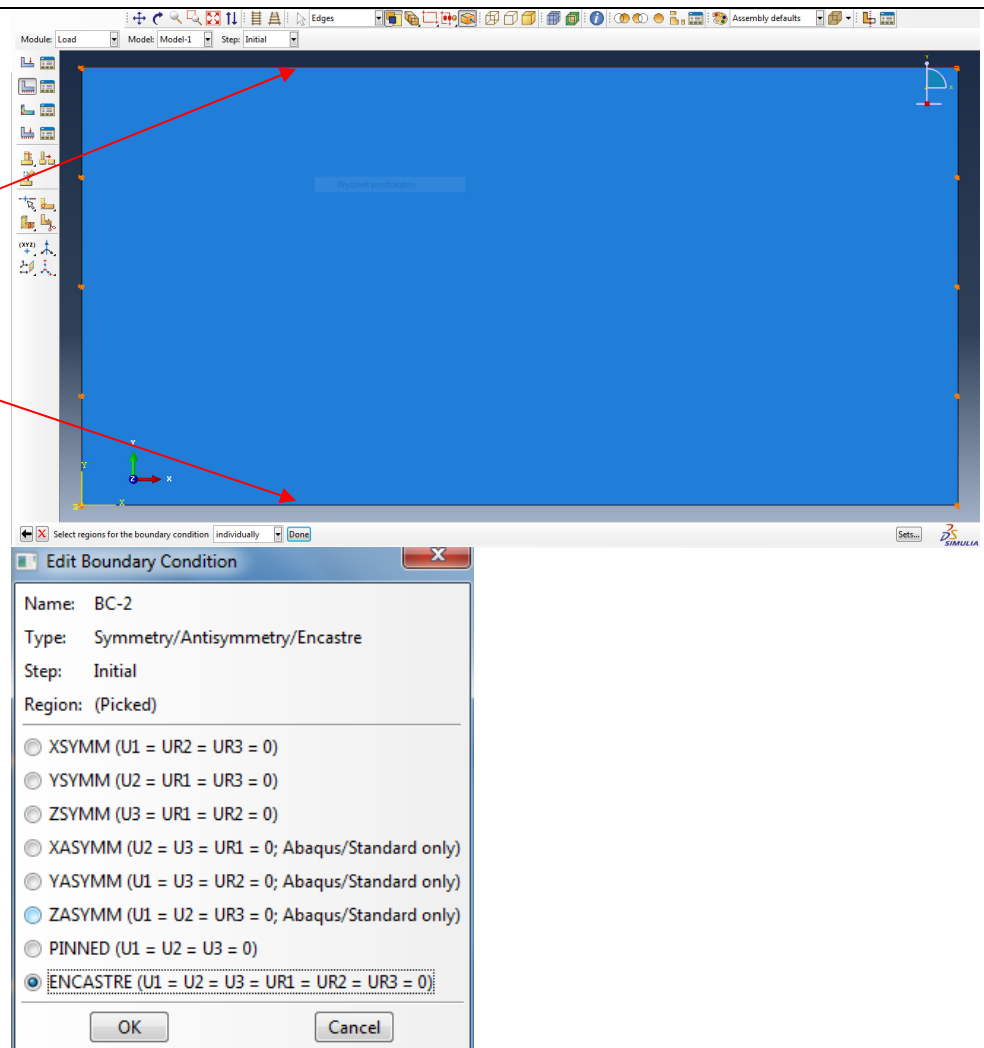 Edges Assembly defaults
Module: Load Model: Model-1 Step: Initial
Y
x
Wycinek prostokątny
Y
Y
Z x
Z X
Select regions for the boundary condition individually Done Sets...
SIMULIA
Edit Boundary Condition
Name: BC-2
Type: Symmetry/Antisymmetry/Encastre
Step: Initial
Region: (Picked)
XSYMM (U1 = UR2 = UR3 = 0)
YSYMM (U2 = UR1 = UR3 = 0)
ZSYMM (U3 = UR1 = UR2 = 0)
XASYMM (U2 = U3 = UR1 = 0; Abaqus/Standard only)
YASYMM (U1 = U3 = UR2 = 0; Abaqus/Standard only)
ZASYMM (U1 = U2 = UR3 = 0; Abaqus/Standard only)
PINNED (U1 = U2 = U3 = 0)
ENCASTRE (U1 = U2 = U3 = UR1 = UR2 = UR3 = 0)
OK Cancel